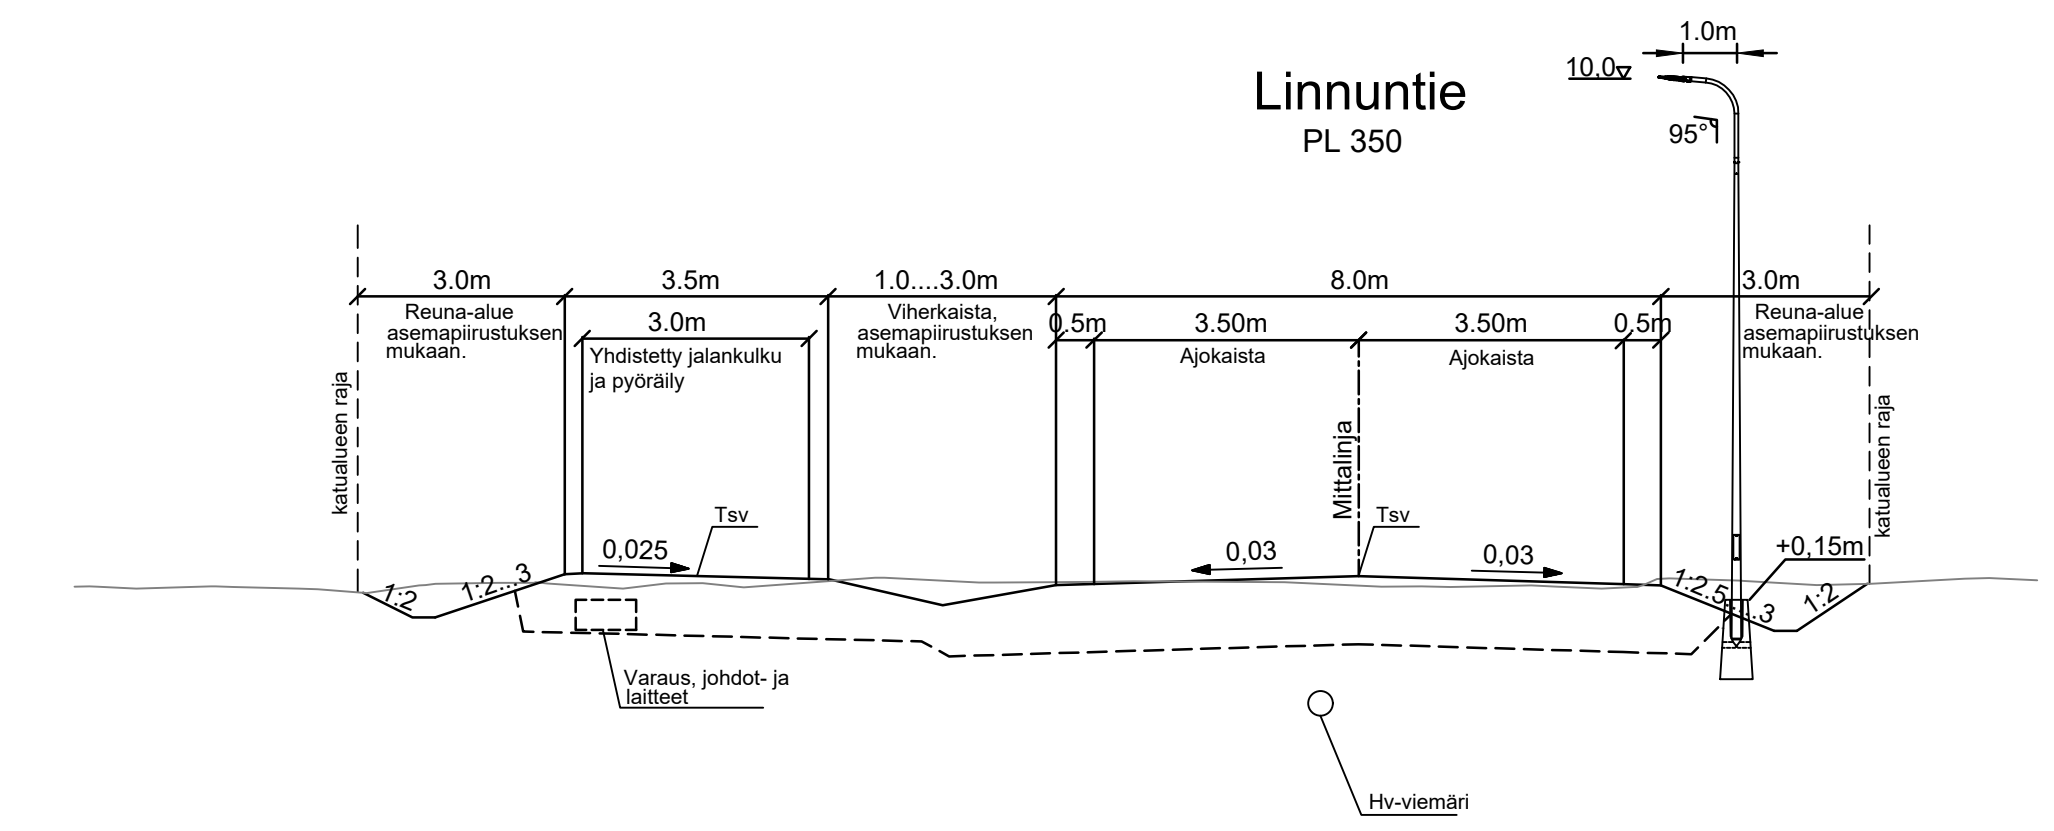 1.0m
10,0
Linnuntie
PL 350
95°
3.0m
3.5m
1.0....3.0m
8.0m
3.0m
Reuna-alue
asemapiirustuksen
mukaan.
3.0m
Yhdistetty jalankulku
ja pyöräily
Viherkaista,
asemapiirustuksen
mukaan.
0.5m
3.50m
3.50m
0.5m
Ajokaista
Ajokaista
Reuna-alue
asemapiirustuksen
mukaan.
katualueen raja
Mittalinja
katualueen raja
Tsv
Tsv
0,025
0,03
0,03
+0,15m
1:2
1:2...3
1:2.5....3
1:2
Varaus, johdot- ja
laitteet
Hv-viemäri